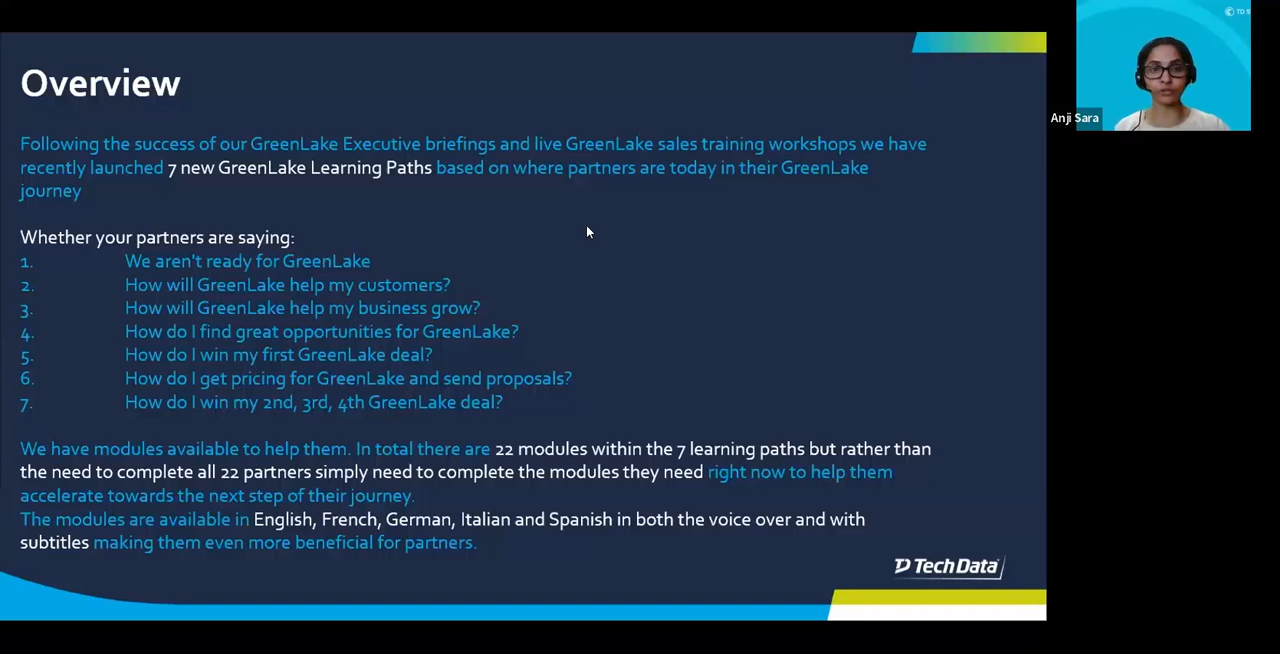 Overview
Following the success of our GreenLake Executive briefings and live GreenLake sales training workshops we have
recently launched 7 new GreenLake Learning Paths based on where partners are today in their GreenLake
journey
Whether your partners are saying:
1. We aren't ready for GreenLake
2. How will GreenLake help my customers?
3. How will GreenLake help my business grow?
4. How do I find great opportunities for GreenLake?
5. How do I win my first GreenLake deal?
6. How do I get pricing for GreenLake and send proposals?
7. How do I win my 2nd, 3rd, 4th GreenLake deal?
We have modules available to help them. In total there are 22 modules within the 7 learning paths but rather than
the need to complete all 22 partners simply need to complete the modules they need right now to help them
accelerate towards the next step of their journey.
The modules are available in English, French, German, Italian and Spanish in both the voice over and with
subtitles making them even more beneficial for partners.
Tech Data
TD S
Anji Sara